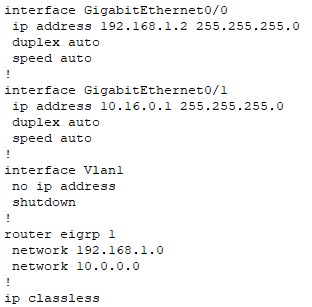 interface GigabitEthernet0/0
 ip address 192.168.1.2 255.255.255.0
 duplex auto
 speed auto
!
interface GigabitEthernet0/1
 ip address 10.16.0.1 255.255.255.0
 duplex auto
 speed auto
!
interface Vlan1
 no ip address
 shutdown
!
router eigrp 1
 network 192.168.1.0
 network 10.0.0.0
!
ip classless